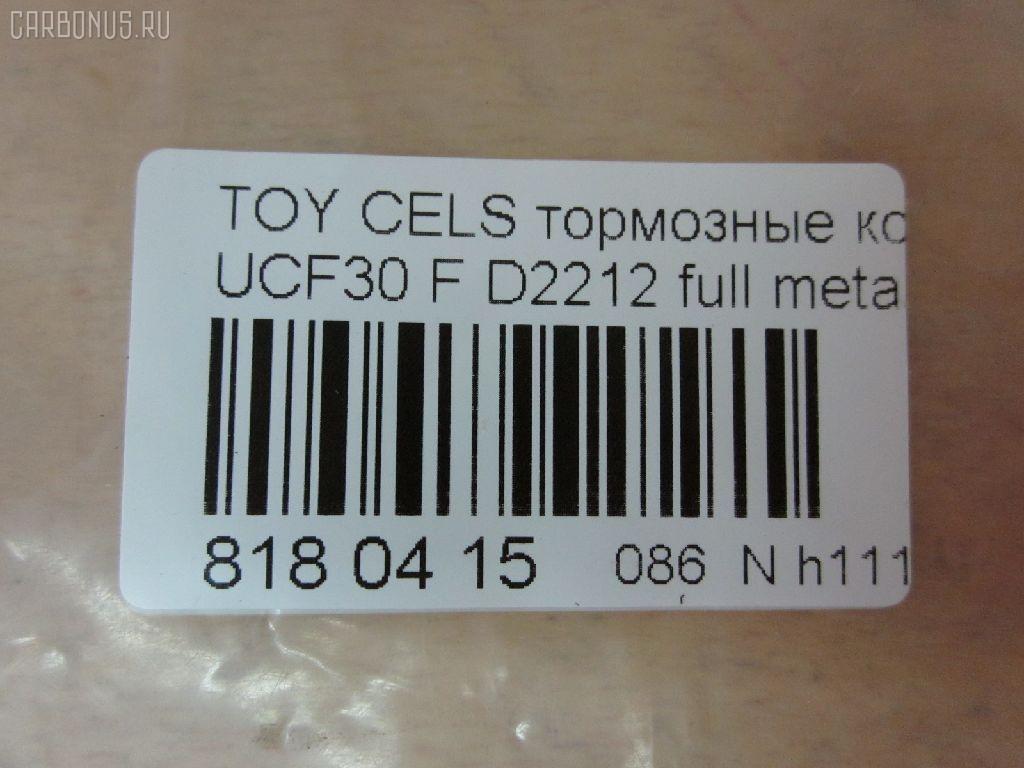 CARBONUS.RU
TOY CELS тормозные ко
UCF30 F D2212 full meta
818 04 15 086 N h111